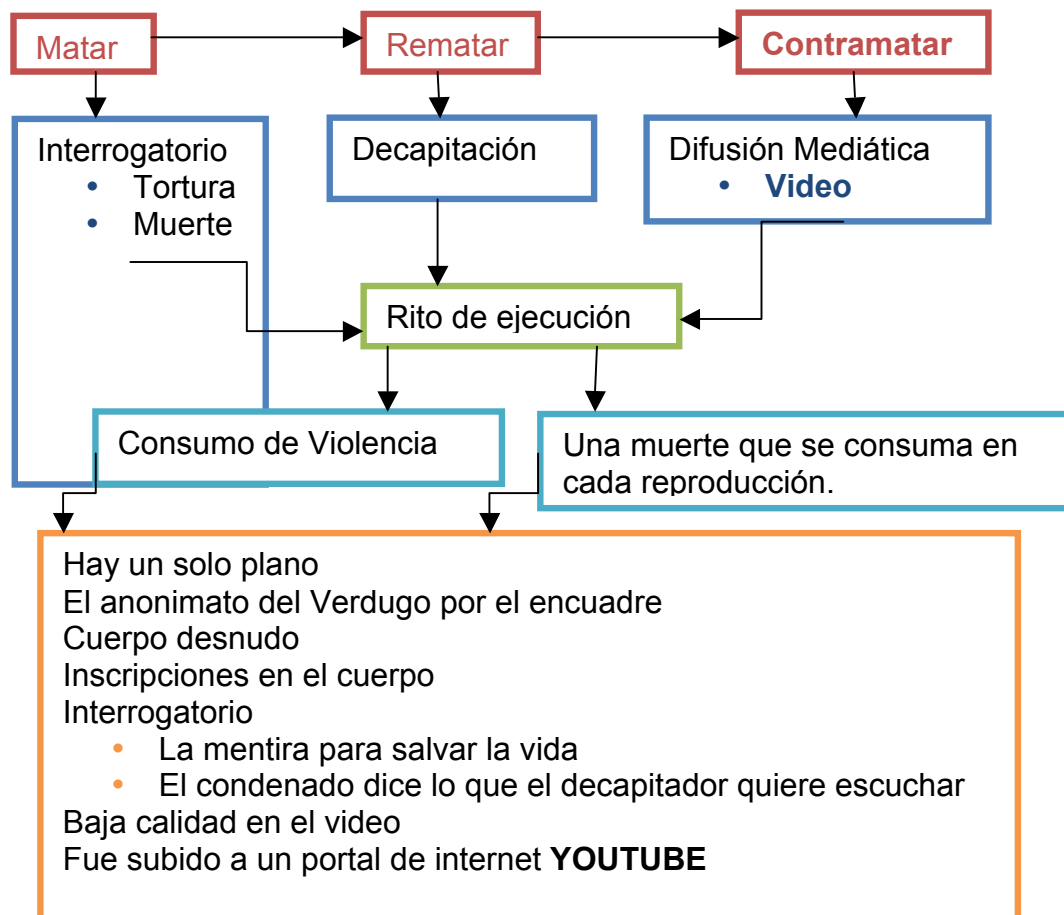 Matar
Rematar
Contramatar
Interrogatorio
• Tortura
• Muerte
Decapitación
Difusión Mediática
• Video
Rito de ejecución
Consumo de Violencia
Una muerte que se consuma en
cada reproducción.
Hay un solo plano
El anonimato del Verdugo por el encuadre
Cuerpo desnudo
Inscripciones en el cuerpo
Interrogatorio
• La mentira para salvar la vida
• El condenado dice lo que el decapitador quiere escuchar
Baja calidad en el video
Fue subido a un portal de internet YOUTUBE